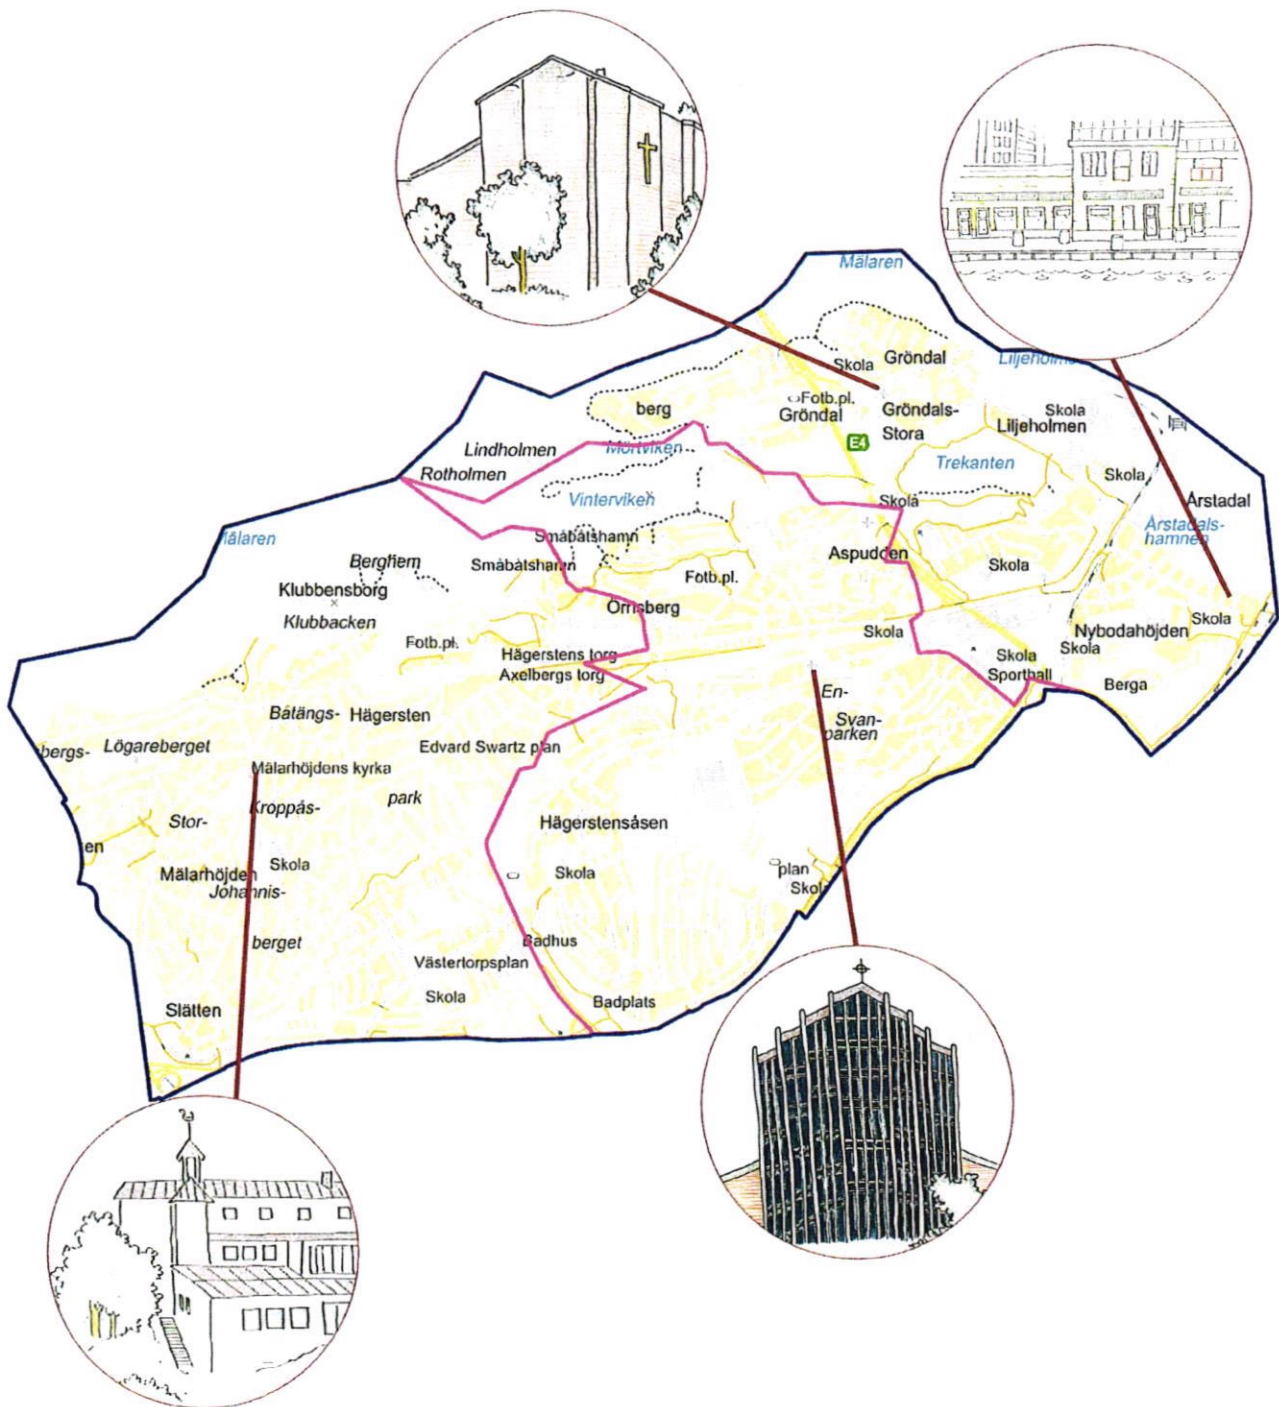 Mälaren
Skola
Gröndal
Fotb.pl.
Gröndal
Gröndals-
Stora
Skola
Liljeholmen
berg
E4
Lindholmen
Mörtviken
Rotholmen
Trekanten
Skola
Vinterviken
Skola
Årstadal
Årstadals-
hamnen
Småbåtshamn
Berghem
Småbåtshamn
Aspudden
Skola
Fotb.pl.
Klubbensborg
Örnsberg
Klubbacken
Skola
Nybodahöjden
Skola
Fotb.pl.
Skola
Hägerstens torg
Skola
Axelbergs torg
Sporthall
Berga
En-
Svan-
parken
Båtängs-
Hägersten
bergs-
Lögareberget
Edvard Swartz plan
Mälarhöjdens kyrka
Kroppås-
park
Stor-
Hägerstensåsen
en
Skola
Mälarhöjden
Johannis-
Skola
plan
Skola
berget
Badhus
Västertorpsplan
Skola
Badplats
Slätten